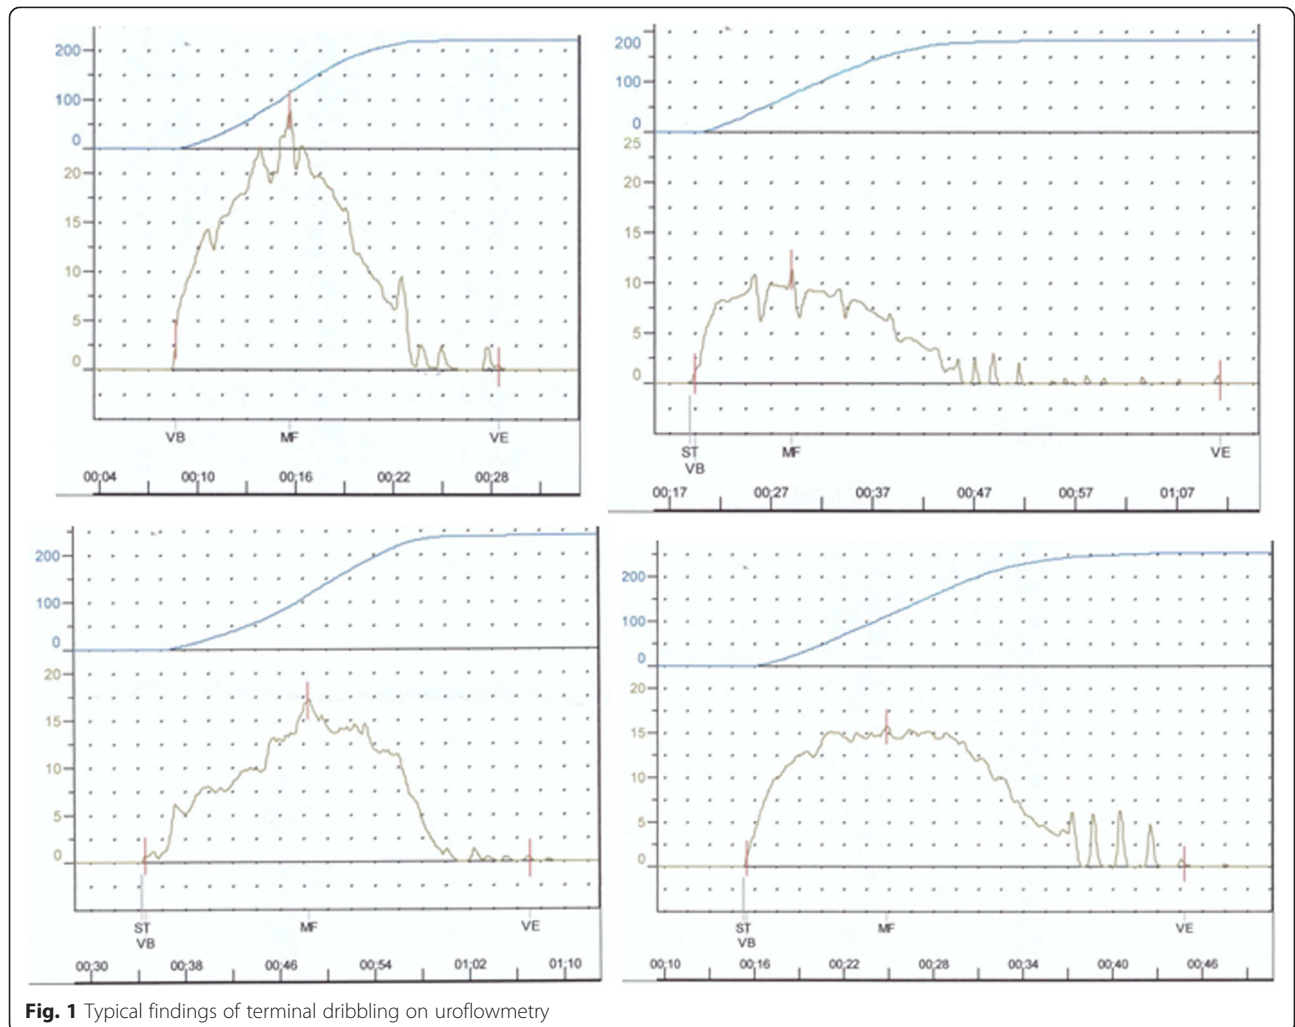 200
100
0
20
15
10
5
0
VB MF VE
00:04 00:10 00:16 00:22 00:28
200
100
0
25
20
15
10
5
0
ST MF VE
VB
00:17 00:27 00:37 00:47 00:57 01:07
200
100
0
20
15
10
5
0
ST MF VE
VB
00:30 00:38 00:46 00:54 01:02 01:10
200
100
0
20
15
10
5
0
ST MF VE
VB
00:10 00:16 00:22 00:28 00:34 00:40 00:46
Fig. 1 Typical findings of terminal dribbling on uroflowmetry